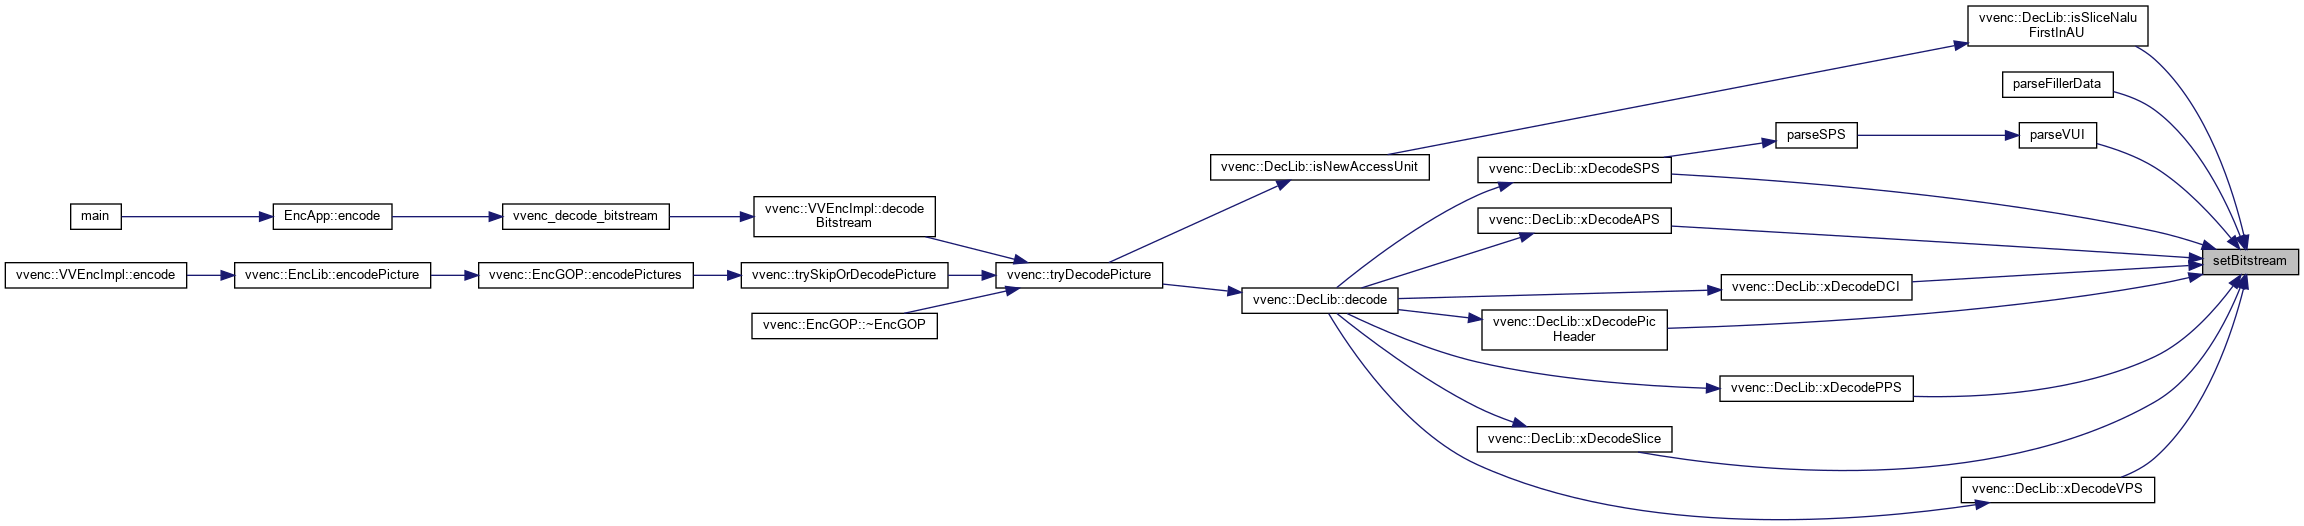 vvenc::DecLib::isSliceNalu
FirstInAU
parseFillerData
parseSPS
parseVUI
vvenc::DecLib::isNewAccessUnit
vvenc::DecLib::xDecodeSPS
main
EncApp::encode
vvenc_decode_bitstream
vvenc::VVEncImpl::decode
Bitstream
vvenc::DecLib::xDecodeAPS
setBitstream
vvenc::VVEncImpl::encode
vvenc::EncLib::encodePicture
vvenc::EncGOP::encodePictures
vvenc::trySkipOrDecodePicture
vvenc::tryDecodePicture
vvenc::DecLib::decode
vvenc::DecLib::xDecodeDCI
vvenc::EncGOP::~EncGOP
vvenc::DecLib::xDecodePic
Header
vvenc::DecLib::xDecodePPS
vvenc::DecLib::xDecodeSlice
vvenc::DecLib::xDecodeVPS